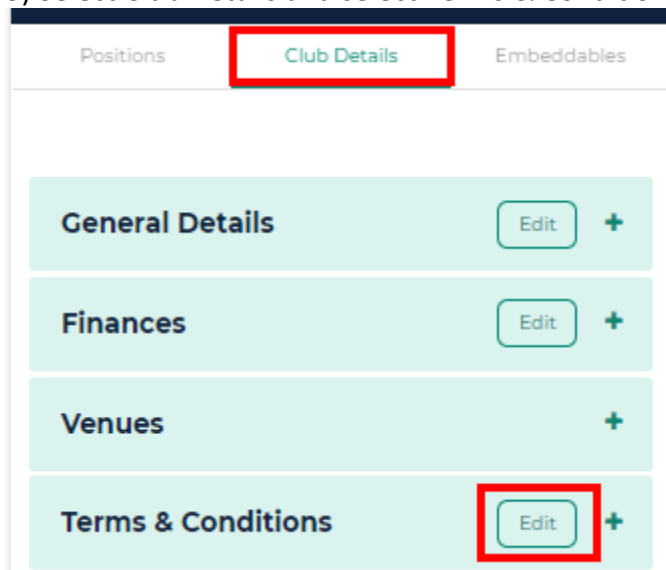 Positions Club Details Embeddables
General Details Edit +
Finances Edit +
Venues +
Terms & Conditions Edit +